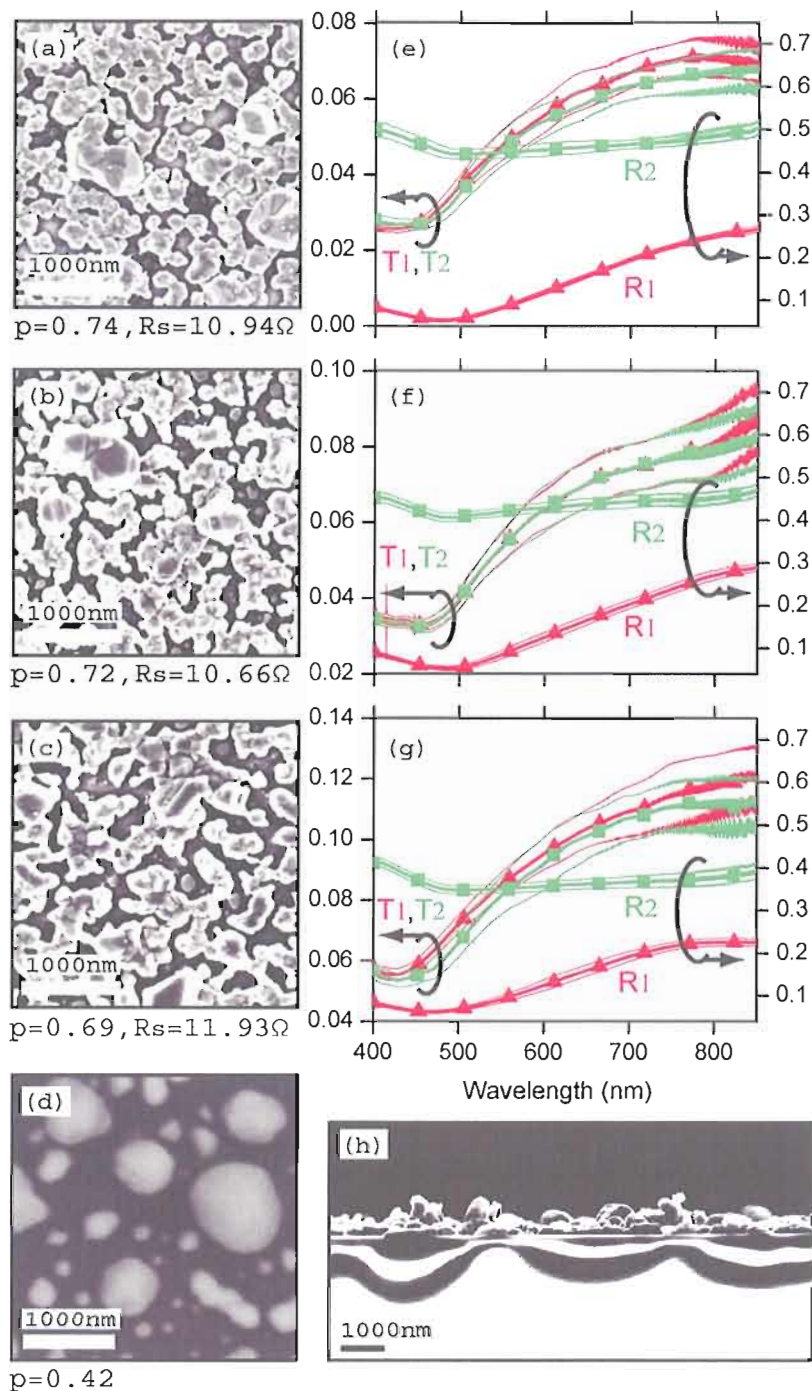 (a)
1000nm
p=0.74,Rs=10.94Ω
(b)
1000nm
p=0.72,Rs=10.66Ω
(c)
1000nm
p=0.69,Rs=11.93Ω
(d)
1000nm
p=0.42
0.08
0.06
0.04
0.02
0.00
(e)
T1,T2
R2
R1
0.7
0.6
0.5
0.4
0.3
0.2
0.1
0.10
0.08
0.06
0.04
0.02
(f)
T1,T2
R2
R1
0.7
0.6
0.5
0.4
0.3
0.2
0.1
0.14
0.12
0.10
0.08
0.06
0.04
(g)
T1,T2
R2
R1
0.7
0.6
0.5
0.4
0.3
0.2
0.1
400 500 600 700 800
Wavelength (nm)
(h)
1000nm